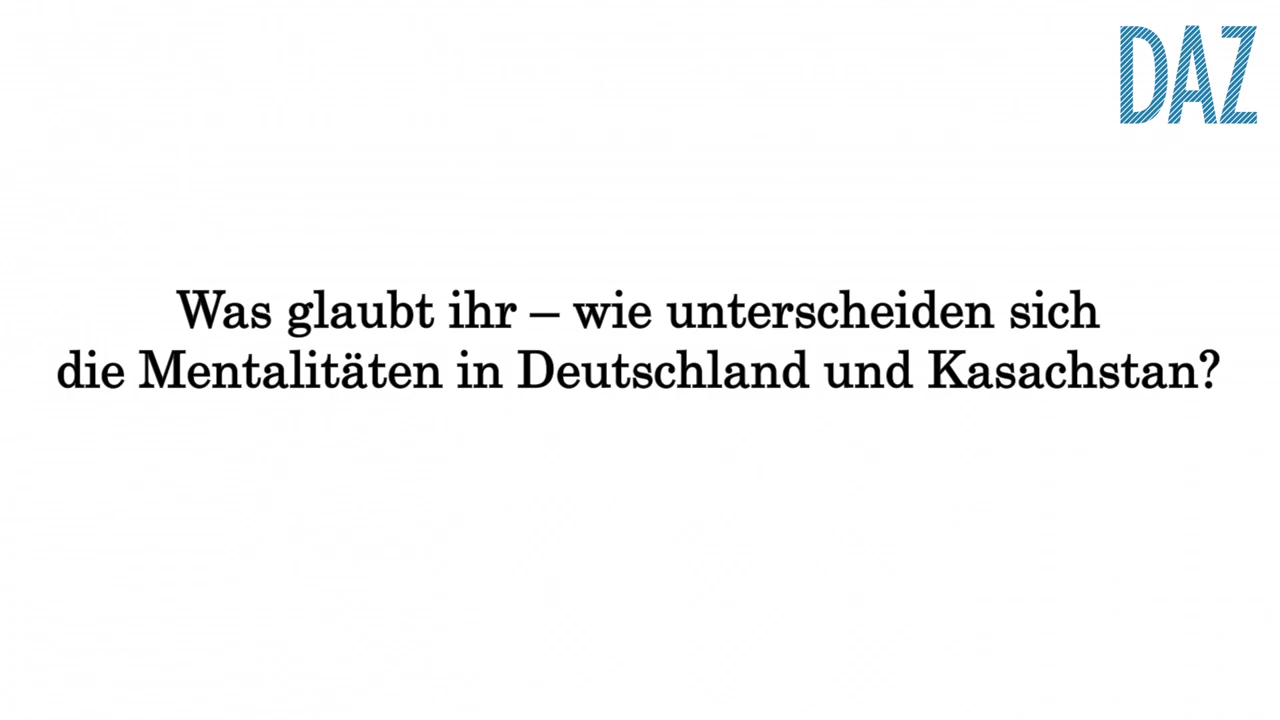 DAZ
Was glaubt ihr – wie unterscheiden sich
die Mentalitäten in Deutschland und Kasachstan?